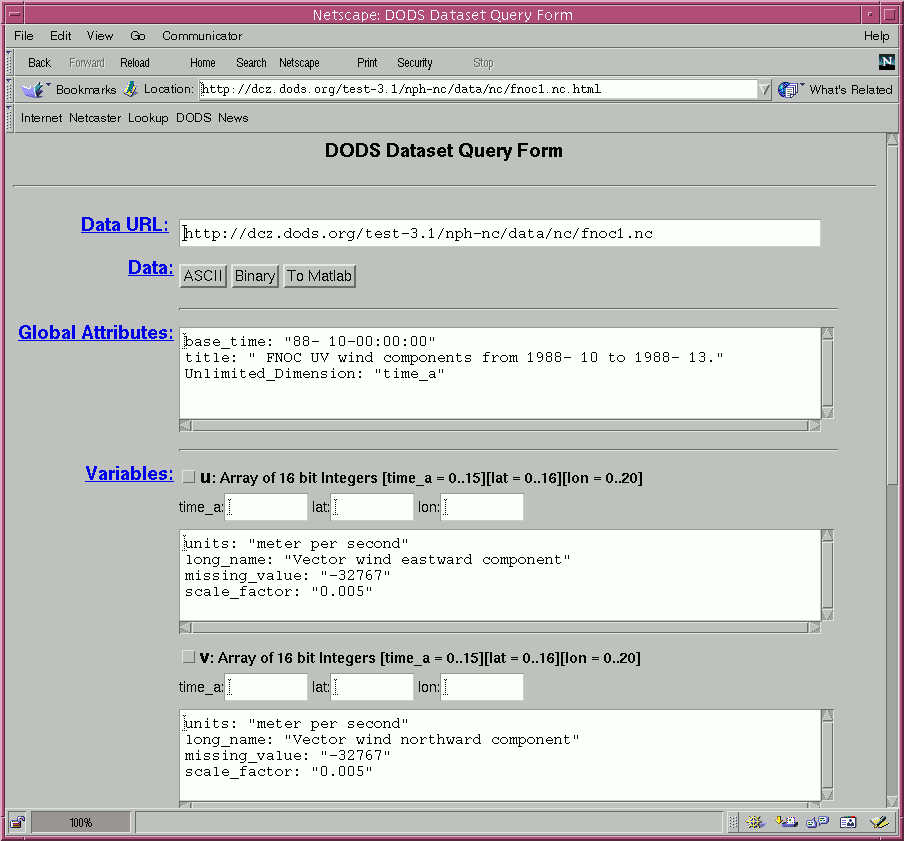 Netscape: DODS Dataset Query Form
File Edit View Go Communicator Help
Back Forward Reload Home Search Netscape Print Security Stop
N
Bookmarks Location: http://dcz.dods.org/test-3.1/nph-nc/data/nc/fnoc1.nc.html What's Related
Internet Netcaster Lookup DODS News
DODS Dataset Query Form
Data URL: http://dcz.dods.org/test-3.1/nph-nc/data/nc/fnoc1.nc
Data: ASCII Binary To Matlab
Global Attributes: base_time: "88- 10-00:00:00"
title: " FNOC UV wind components from 1988- 10 to 1988- 13."
Unlimited_Dimension: "time_a"
Variables: u: Array of 16 bit Integers [time_a = 0..15][lat = 0..16][lon = 0..20]
time_a: lat: lon:
units: "meter per second"
long_name: "Vector wind eastward component"
missing_value: "-32767"
scale_factor: "0.005"
v: Array of 16 bit Integers [time_a = 0..15][lat = 0..16][lon = 0..20]
time_a: lat: lon:
units: "meter per second"
long_name: "Vector wind northward component"
missing_value: "-32767"
scale_factor: "0.005"
100%